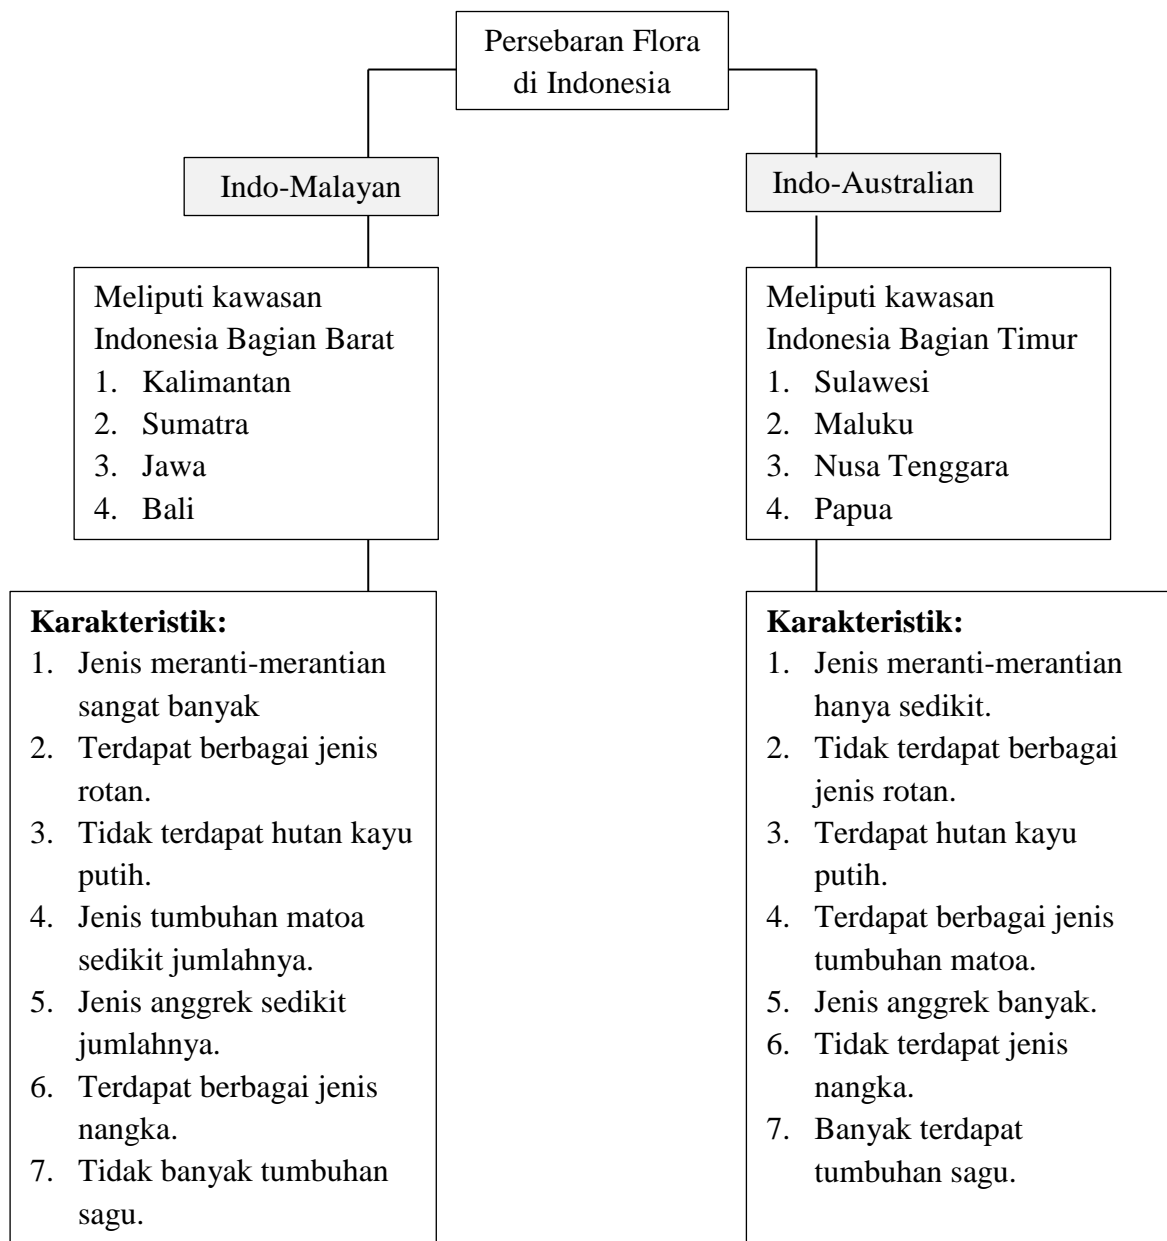 Persebaran Flora
di Indonesia
Indo-Malayan
Indo-Australian
Meliputi kawasan
Indonesia Bagian Barat
1. Kalimantan
2. Sumatra
3. Jawa
4. Bali
Meliputi kawasan
Indonesia Bagian Timur
1. Sulawesi
2. Maluku
3. Nusa Tenggara
4. Papua
Karakteristik:
1. Jenis meranti-merantian
sangat banyak
2. Terdapat berbagai jenis
rotan.
3. Tidak terdapat hutan kayu
putih.
4. Jenis tumbuhan matoa
sedikit jumlahnya.
5. Jenis anggrek sedikit
jumlahnya.
6. Terdapat berbagai jenis
nangka.
7. Tidak banyak tumbuhan
sagu.
Karakteristik:
1. Jenis meranti-merantian
hanya sedikit.
2. Tidak terdapat berbagai
jenis rotan.
3. Terdapat hutan kayu
putih.
4. Terdapat berbagai jenis
tumbuhan matoa.
5. Jenis anggrek banyak.
6. Tidak terdapat jenis
nangka.
7. Banyak terdapat
tumbuhan sagu.